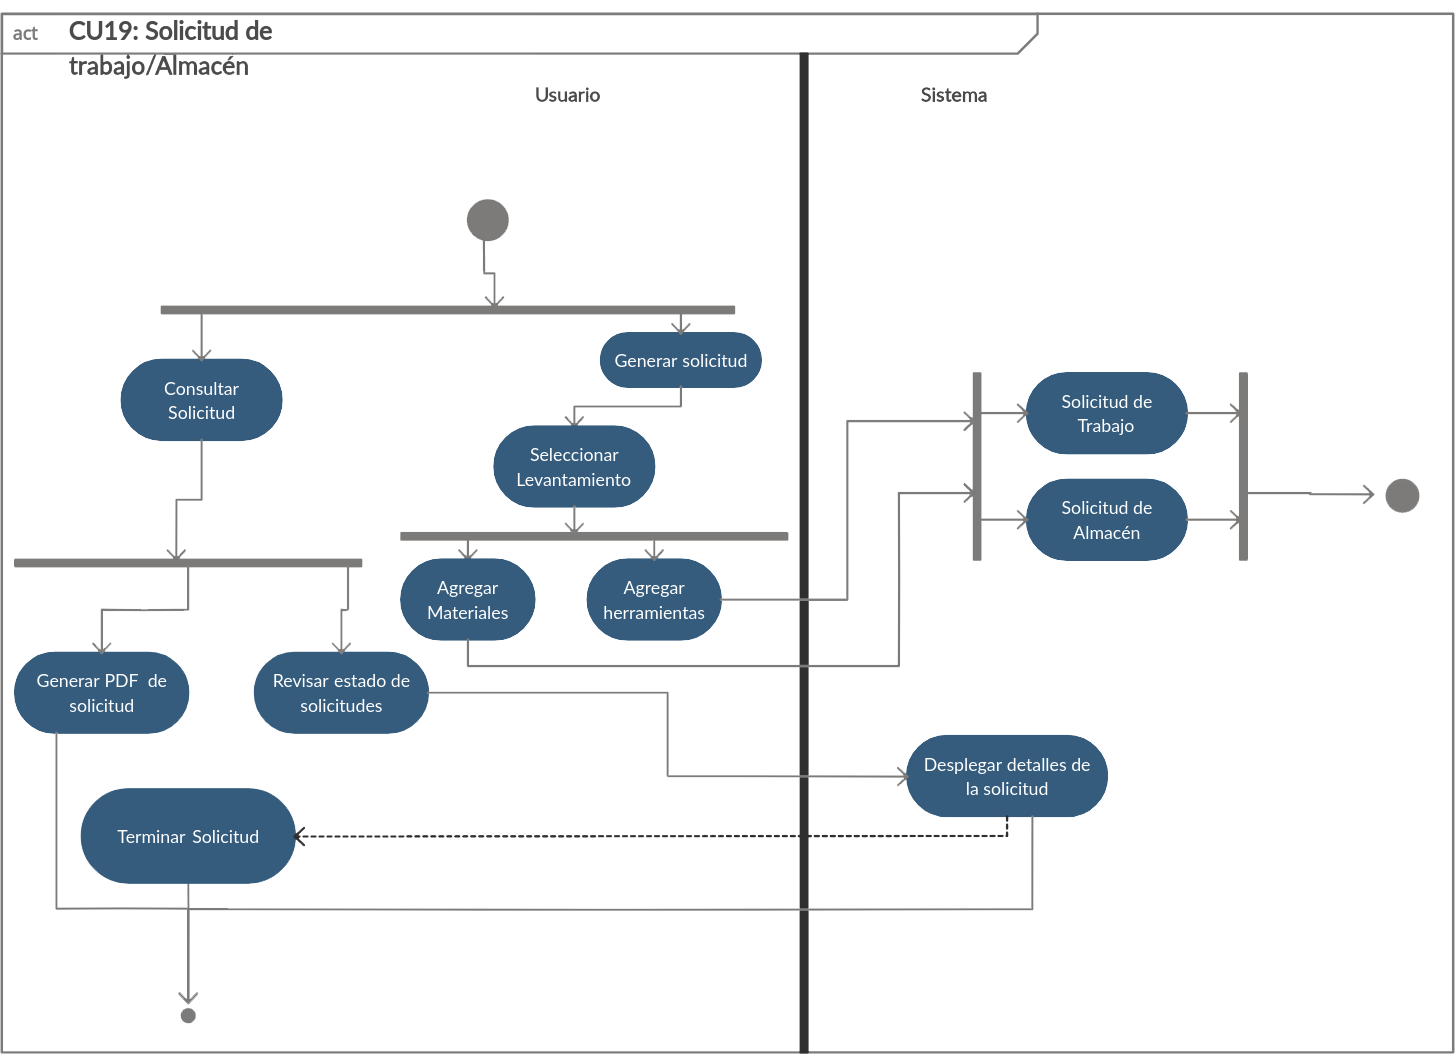 act
CU19: Solicitud de
trabajo/Almacén
Usuario
Sistema
Generar solicitud
Consultar
Solicitud
Seleccionar
Levantamiento
Solicitud de
Trabajo
Solicitud de
Almacén
Agregar
Materiales
Agregar
herramientas
Generar PDF de
solicitud
Revisar estado de
solicitudes
Desplegar detalles de
la solicitud
Terminar Solicitud